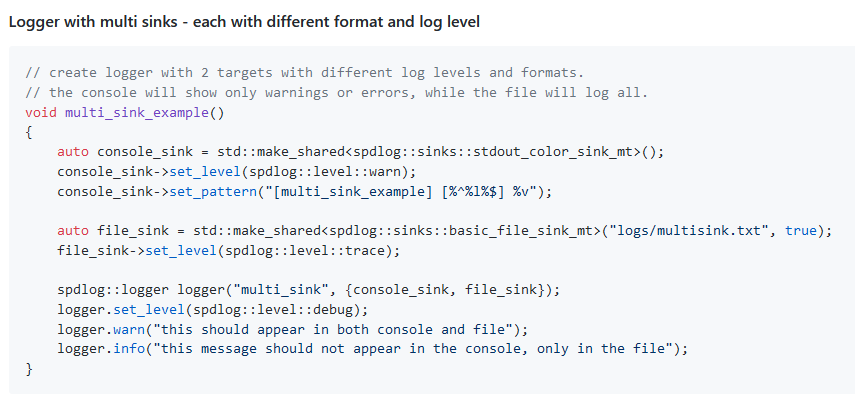 Logger with multi sinks - each with different format and log level
// create logger with 2 targets with different log levels and formats.
// the console will show only warnings or errors, while the file will log all.
void multi_sink_example()
{
    auto console_sink = std::make_shared<spdlog::sinks::stdout_color_sink_mt>();
    console_sink->set_level(spdlog::level::warn);
    console_sink->set_pattern("[multi_sink_example] [%^%l%$] %v");

    auto file_sink = std::make_shared<spdlog::sinks::basic_file_sink_mt>("logs/multisink.txt", true);
    file_sink->set_level(spdlog::level::trace);

    spdlog::logger logger("multi_sink", {console_sink, file_sink});
    logger.set_level(spdlog::level::debug);
    logger.warn("this should appear in both console and file");
    logger.info("this message should not appear in the console, only in the file");
}